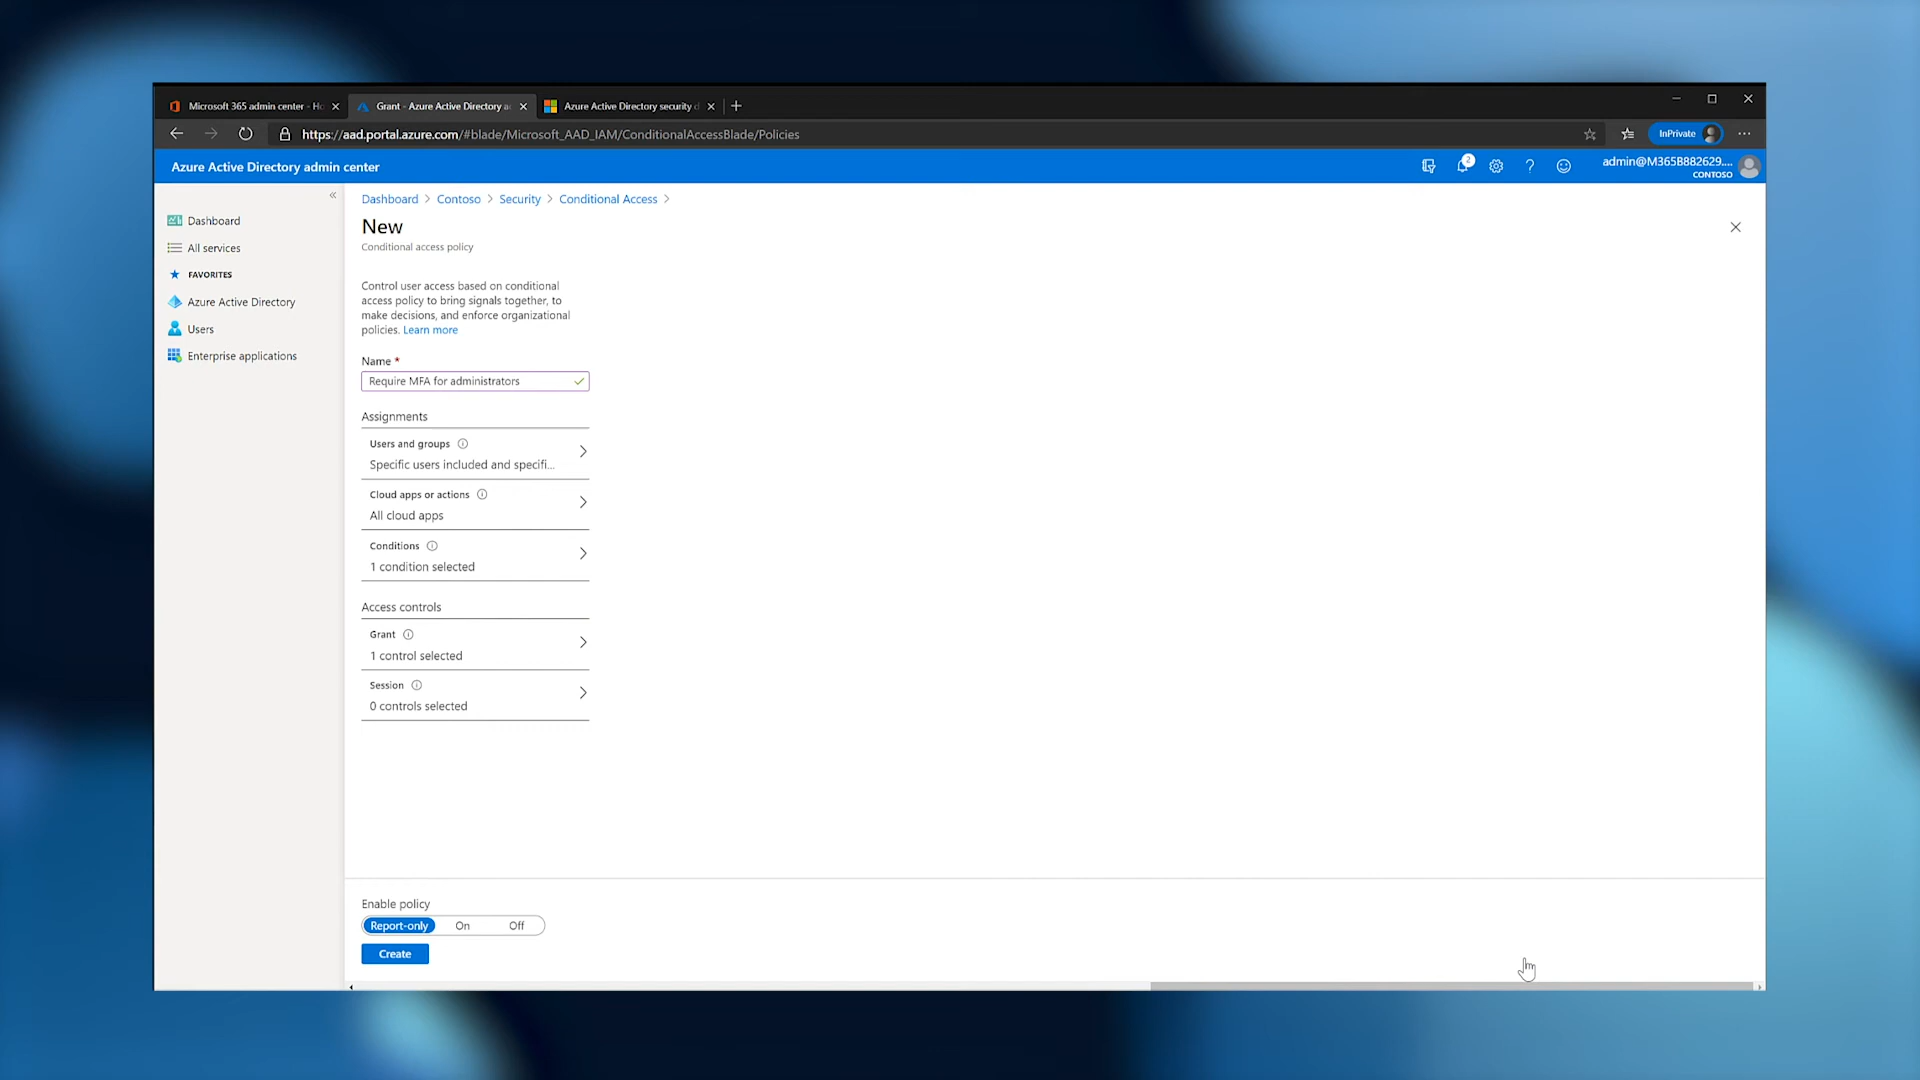 Microsoft 365 admin center - Ho
Grant - Azure Active Directory a
Azure Active Directory security d
https://aad.portal.azure.com/#blade/Microsoft_AAD_IAM/ConditionalAccessBlade/Policies
InPrivate
Azure Active Directory admin center
2
admin@M365B882629....
CONTOSO
Dashboard
All services
FAVORITES
Azure Active Directory
Users
Enterprise applications
Dashboard > Contoso > Security > Conditional Access >
New
Conditional access policy
Control user access based on conditional
access policy to bring signals together, to
make decisions, and enforce organizational
policies. Learn more
Name *
Require MFA for administrators
Assignments
Users and groups
Specific users included and specifi...
Cloud apps or actions
All cloud apps
Conditions
1 condition selected
Access controls
Grant
1 control selected
Session
0 controls selected
Enable policy
Report-only On Off
Create